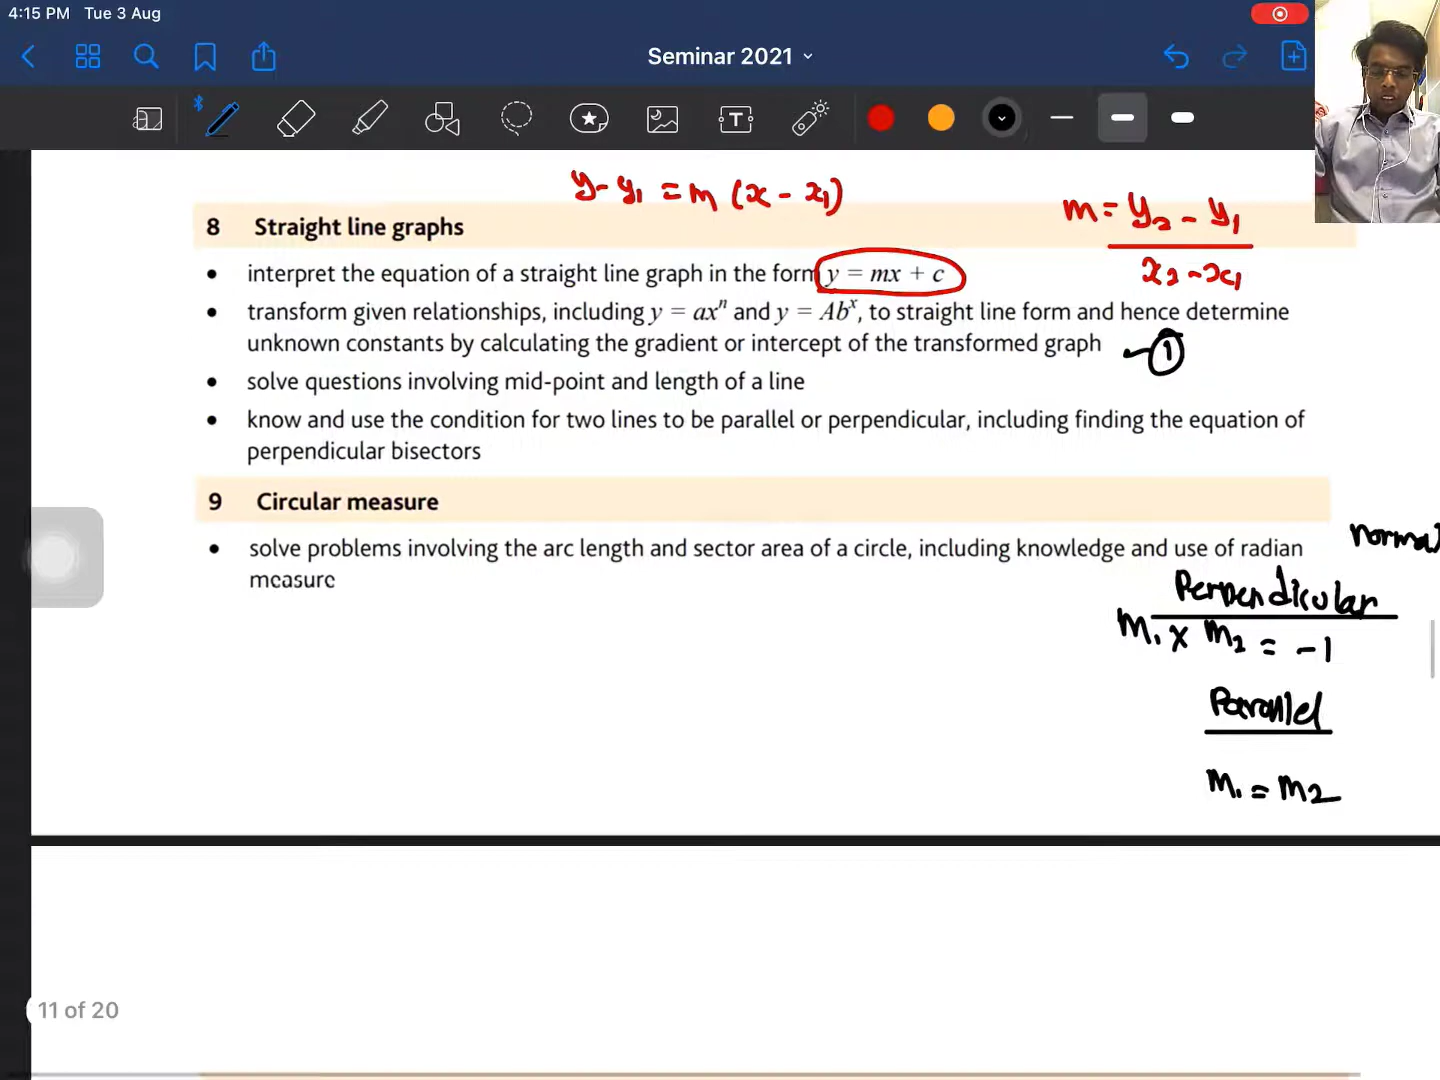 4:15 PM Tue 3 Aug
Seminar 2021
T
y - y₁ = m (x - x₁)
m = y₂ - y₁
x₂ - x₁
8 Straight line graphs
• interpret the equation of a straight line graph in the form y = mx + c
• transform given relationships, including y = axⁿ and y = Abˣ, to straight line form and hence determine
unknown constants by calculating the gradient or intercept of the transformed graph - ①
• solve questions involving mid-point and length of a line
• know and use the condition for two lines to be parallel or perpendicular, including finding the equation of
perpendicular bisectors
9 Circular measure
normal
• solve problems involving the arc length and sector area of a circle, including knowledge and use of radian
measure
Perpendicular
m₁ x m₂ = -1
Parallel
m₁ = m₂
11 of 20